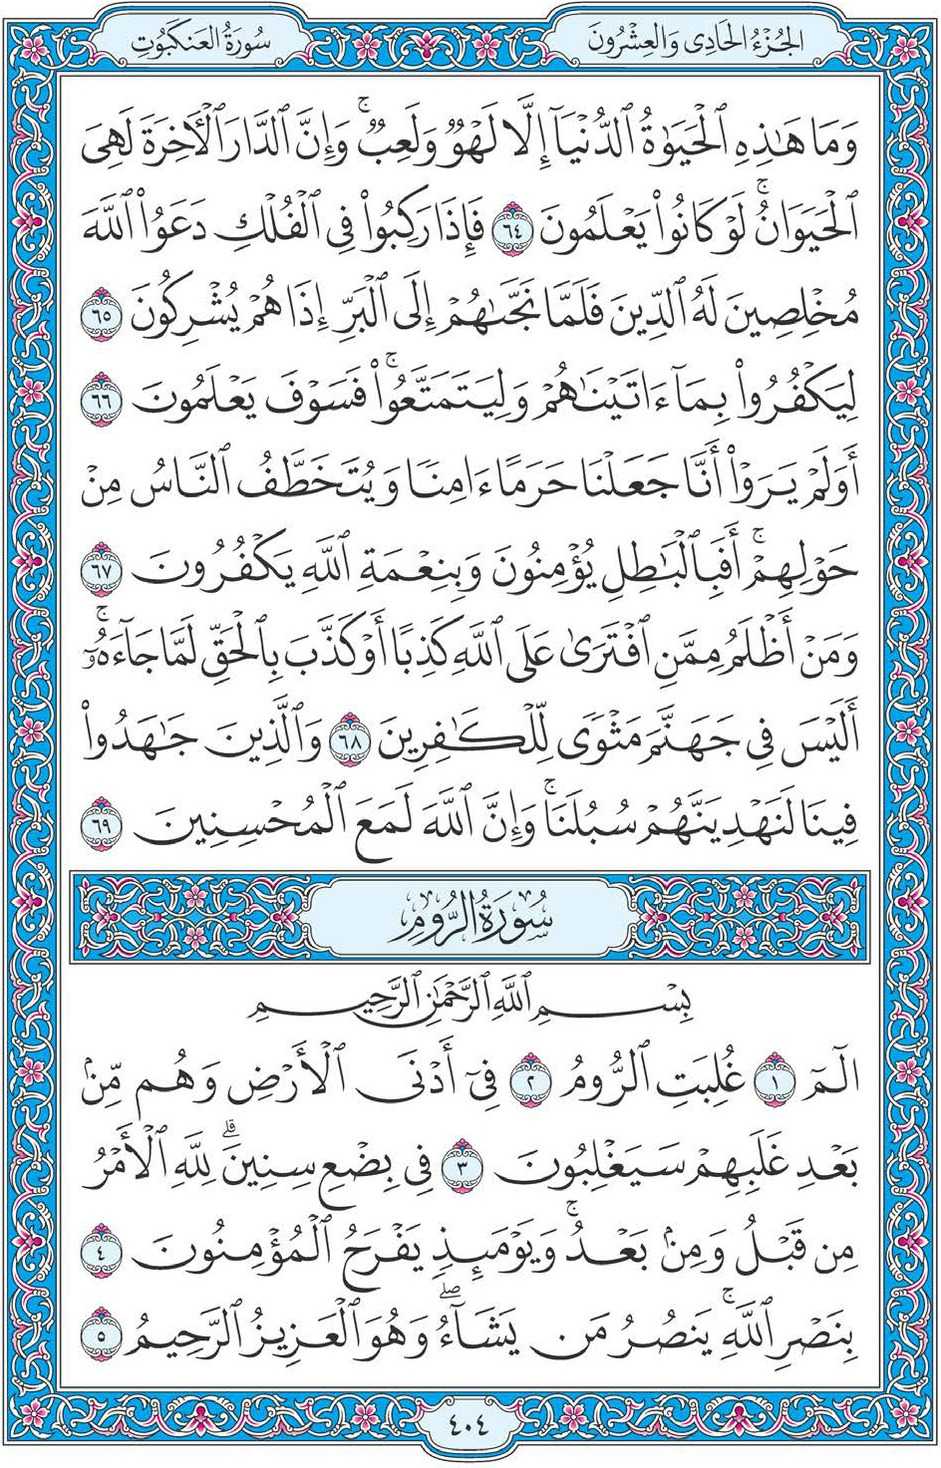 الجُزْءُ الحَادِى وَالعِشْرُونَ
سُورَةُ العَنكَبُوتِ
وَمَا هَـٰذِهِ ٱلْحَيَوٰةُ ٱلدُّنْيَآ إِلَّا لَهْوٌ وَلَعِبٌ ۚ وَإِنَّ ٱلدَّارَ ٱلْـَٔاخِرَةَ لَهِىَ
ٱلْحَيَوَانُ ۚ لَوْ كَانُوا۟ يَعْلَمُونَ ٦٤ فَإِذَا رَكِبُوا۟ فِى ٱلْفُلْكِ دَعَوُا۟ ٱللَّهَ
مُخْلِصِينَ لَهُ ٱلدِّينَ فَلَمَّا نَجَّىٰهُمْ إِلَى ٱلْبَرِّ إِذَا هُمْ يُشْرِكُونَ ٦٥
لِيَكْفُرُوا۟ بِمَآ ءَاتَيْنَـٰهُمْ وَلِيَتَمَتَّعُوا۟ ۚ فَسَوْفَ يَعْلَمُونَ ٦٦
أَوَلَمْ يَرَوْا۟ أَنَّا جَعَلْنَا حَرَمًا ءَامِنًا وَيُتَخَطَّفُ ٱلنَّاسُ مِنْ
حَوْلِهِمْ ۚ أَفَبِٱلْبَـٰطِلِ يُؤْمِنُونَ وَبِنِعْمَةِ ٱللَّهِ يَكْفُرُونَ ٦٧
وَمَنْ أَظْلَمُ مِمَّنِ ٱفْتَرَىٰ عَلَى ٱللَّهِ كَذِبًا أَوْ كَذَّبَ بِٱلْحَقِّ لَمَّا جَآءَهُۥٓ ۚ
أَلَيْسَ فِى جَهَنَّمَ مَثْوًى لِّلْكَـٰفِرِينَ ٦٨ وَٱلَّذِينَ جَـٰهَدُوا۟
فِينَا لَنَهْدِيَنَّهُمْ سُبُلَنَا ۚ وَإِنَّ ٱللَّهَ لَمَعَ ٱلْمُحْسِنِينَ ٦٩
سُورَةُ الرُّومِ
بِسْمِ ٱللَّهِ ٱلرَّحْمَـٰنِ ٱلرَّحِيمِ
الٓمٓ ١ غُلِبَتِ ٱلرُّومُ ٢ فِىٓ أَدْنَى ٱلْأَرْضِ وَهُم مِّنۢ
بَعْدِ غَلَبِهِمْ سَيَغْلِبُونَ ٣ فِى بِضْعِ سِنِينَ ۗ لِلَّهِ ٱلْأَمْرُ
مِن قَبْلُ وَمِنۢ بَعْدُ ۚ وَيَوْمَئِذٍ يَفْرَحُ ٱلْمُؤْمِنُونَ ٤
بِنَصْرِ ٱللَّهِ ۚ يَنصُرُ مَن يَشَآءُ ۖ وَهُوَ ٱلْعَزِيزُ ٱلرَّحِيمُ ٥
٤٠٤